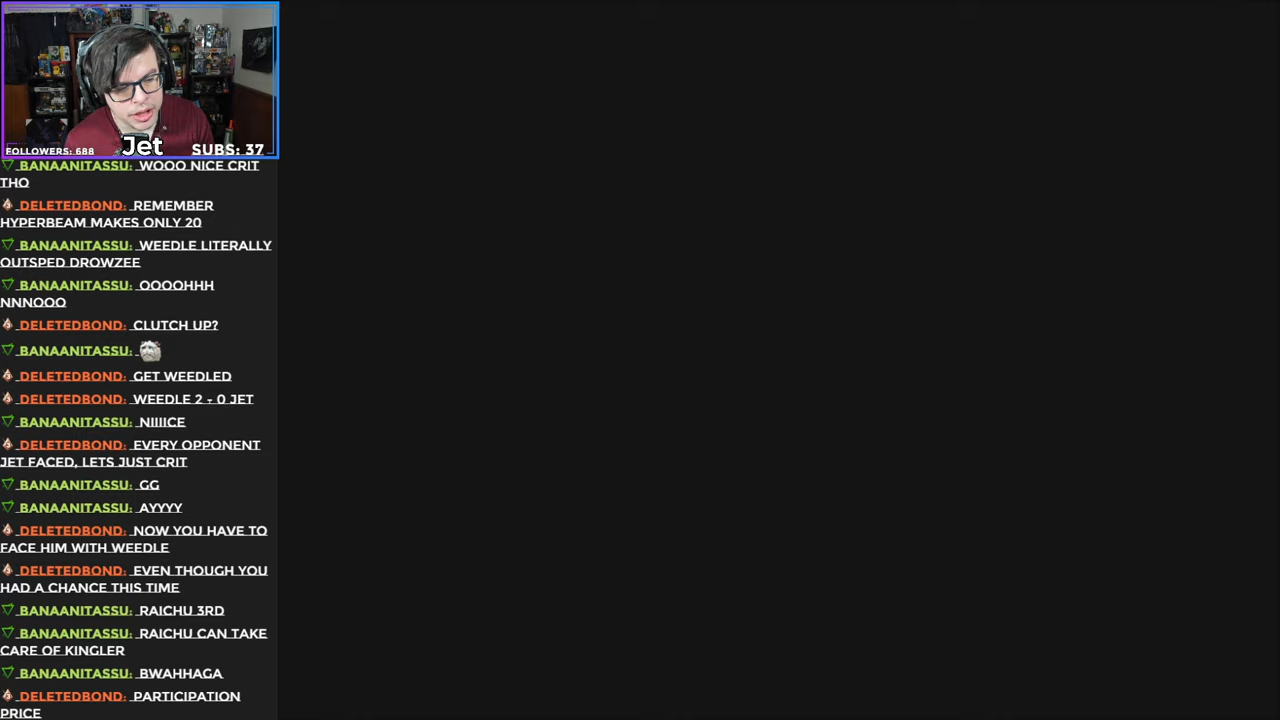 FOLLOWERS: 688
Jet
SUBS: 37
BANAANITASSU: WOOO NICE CRIT
THO
DELETEDBOND: REMEMBER
HYPERBEAM MAKES ONLY 20
BANAANITASSU: WEEDLE LITERALLY
OUTSPED DROWZEE
BANAANITASSU: OOOOHHH
NNNOOO
DELETEDBOND: CLUTCH UP?
BANAANITASSU:
DELETEDBOND: GET WEEDLED
DELETEDBOND: WEEDLE 2 - 0 JET
BANAANITASSU: NIIIICE
DELETEDBOND: EVERY OPPONENT
JET FACED, LETS JUST CRIT
BANAANITASSU: GG
BANAANITASSU: AYYYY
DELETEDBOND: NOW YOU HAVE TO
FACE HIM WITH WEEDLE
DELETEDBOND: EVEN THOUGH YOU
HAD A CHANCE THIS TIME
BANAANITASSU: RAICHU 3RD
BANAANITASSU: RAICHU CAN TAKE
CARE OF KINGLER
BANAANITASSU: BWAHHAGA
DELETEDBOND: PARTICIPATION
PRICE